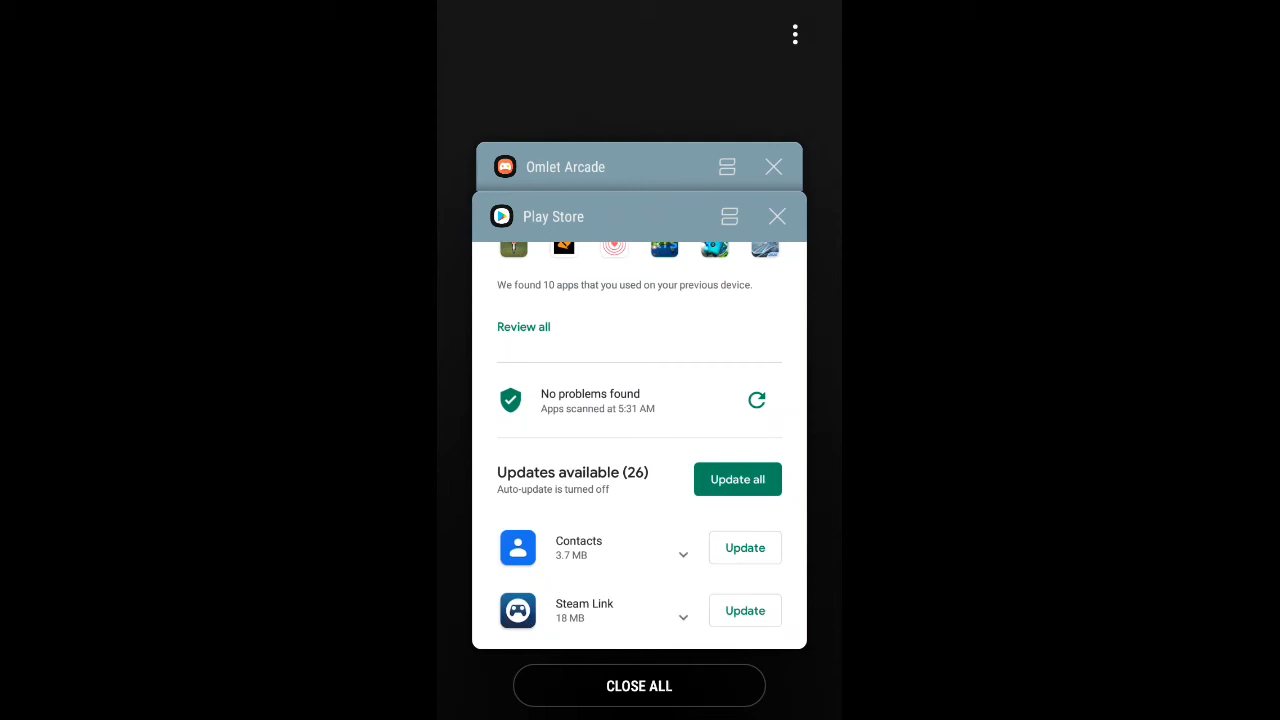 Omlet Arcade
Play Store
We found 10 apps that you used on your previous device.
Review all
No problems found
Apps scanned at 5:31 AM
Updates available (26)
Auto-update is turned off
Update all
Contacts
3.7 MB
Update
Steam Link
18 MB
Update
CLOSE ALL